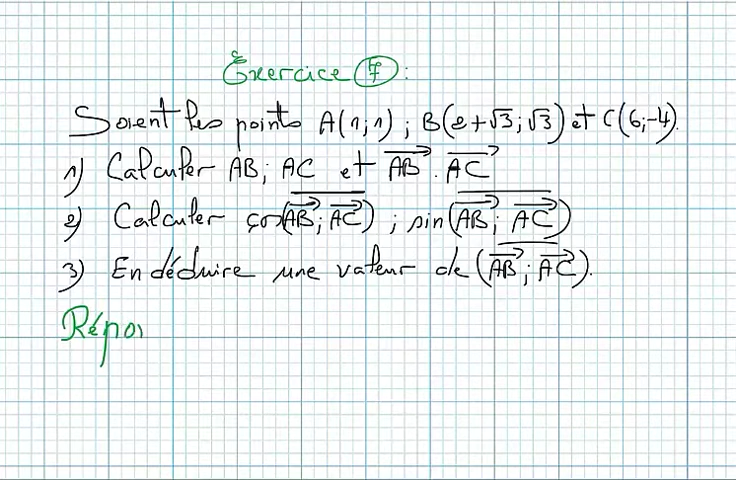 Exercice 7 :
Soient les points A(1;1) ; B(2+√3;√3) et C(6;-4).
1) Calculer AB; AC et AB⃗ . AC⃗
2) Calculer cos(AB⃗ ; AC⃗) ; sin(AB⃗ ; AC⃗)
3) En déduire une valeur de (AB⃗ ; AC⃗).
Répon